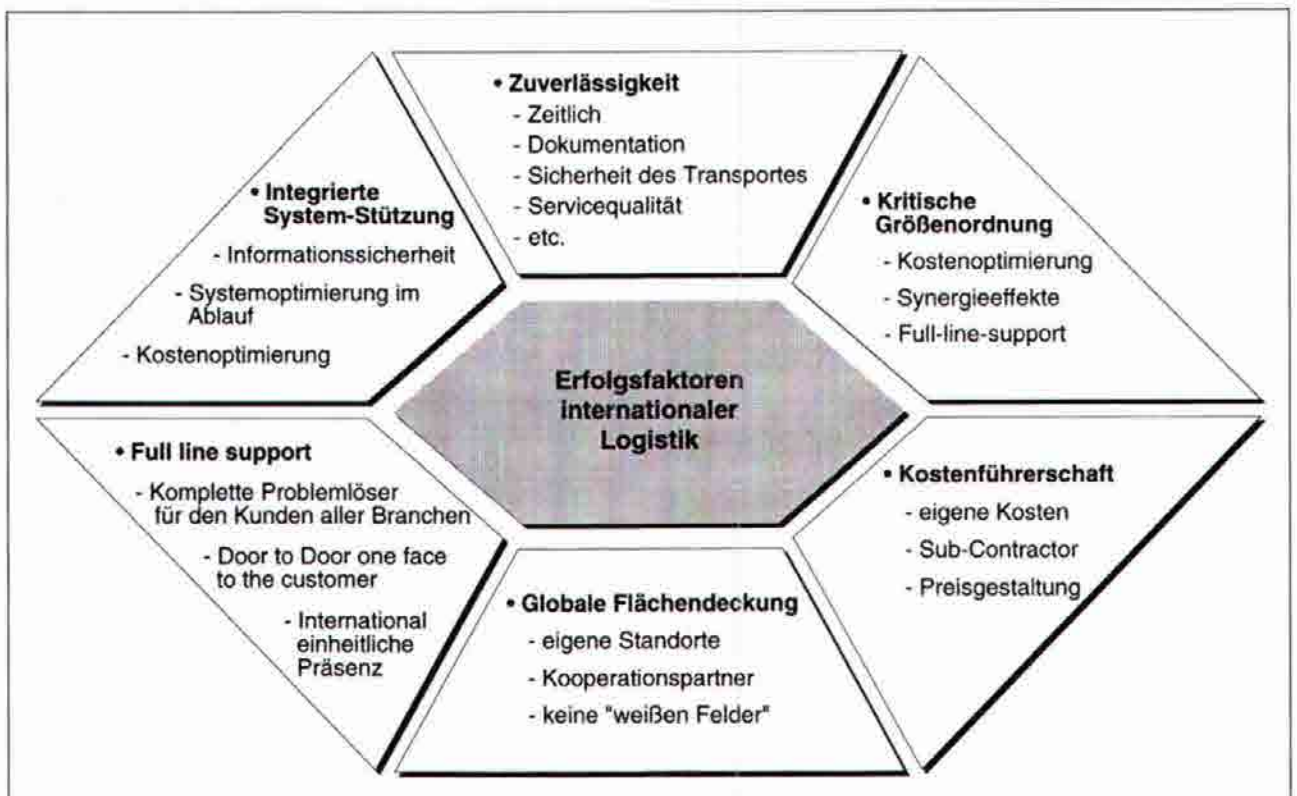 • Zuverlässigkeit
- Zeitlich
- Dokumentation
- Sicherheit des Transportes
- Servicequalität
- etc.
• Integrierte
System-Stützung
- Informationssicherheit
- Systemoptimierung im
Ablauf
- Kostenoptimierung
• Kritische
Größenordnung
- Kostenoptimierung
- Synergieeffekte
- Full-line-support
Erfolgsfaktoren
internationaler
Logistik
• Full line support
- Komplette Problemlöser
für den Kunden aller Branchen
- Door to Door one face
to the customer
- International
einheitliche
Präsenz
• Globale Flächendeckung
- eigene Standorte
- Kooperationspartner
- keine "weißen Felder"
• Kostenführerschaft
- eigene Kosten
- Sub-Contractor
- Preisgestaltung